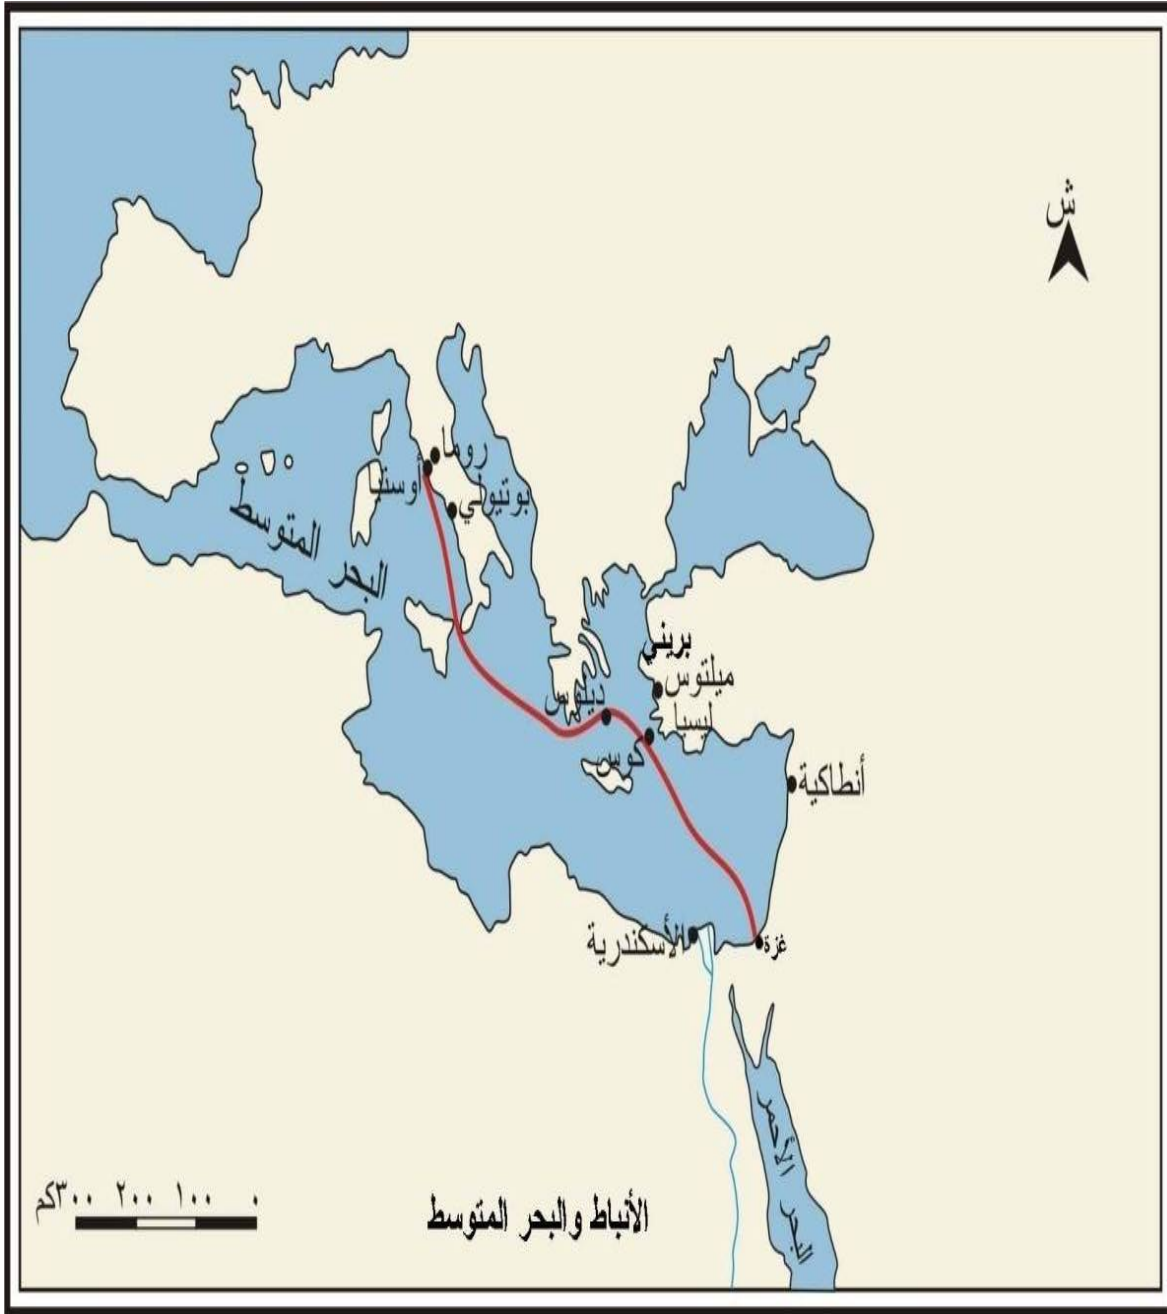 ش
روما
أوستيا
بوتيولي
البحر المتوسط
بريني
ميلتوس
ديلوس
ليسيا
كوس
أنطاكية
الأسكندرية
غزة
البحر الأحمر
٣٠٠كم ٢٠٠ ١٠٠ ٠
الأنباط والبحر المتوسط